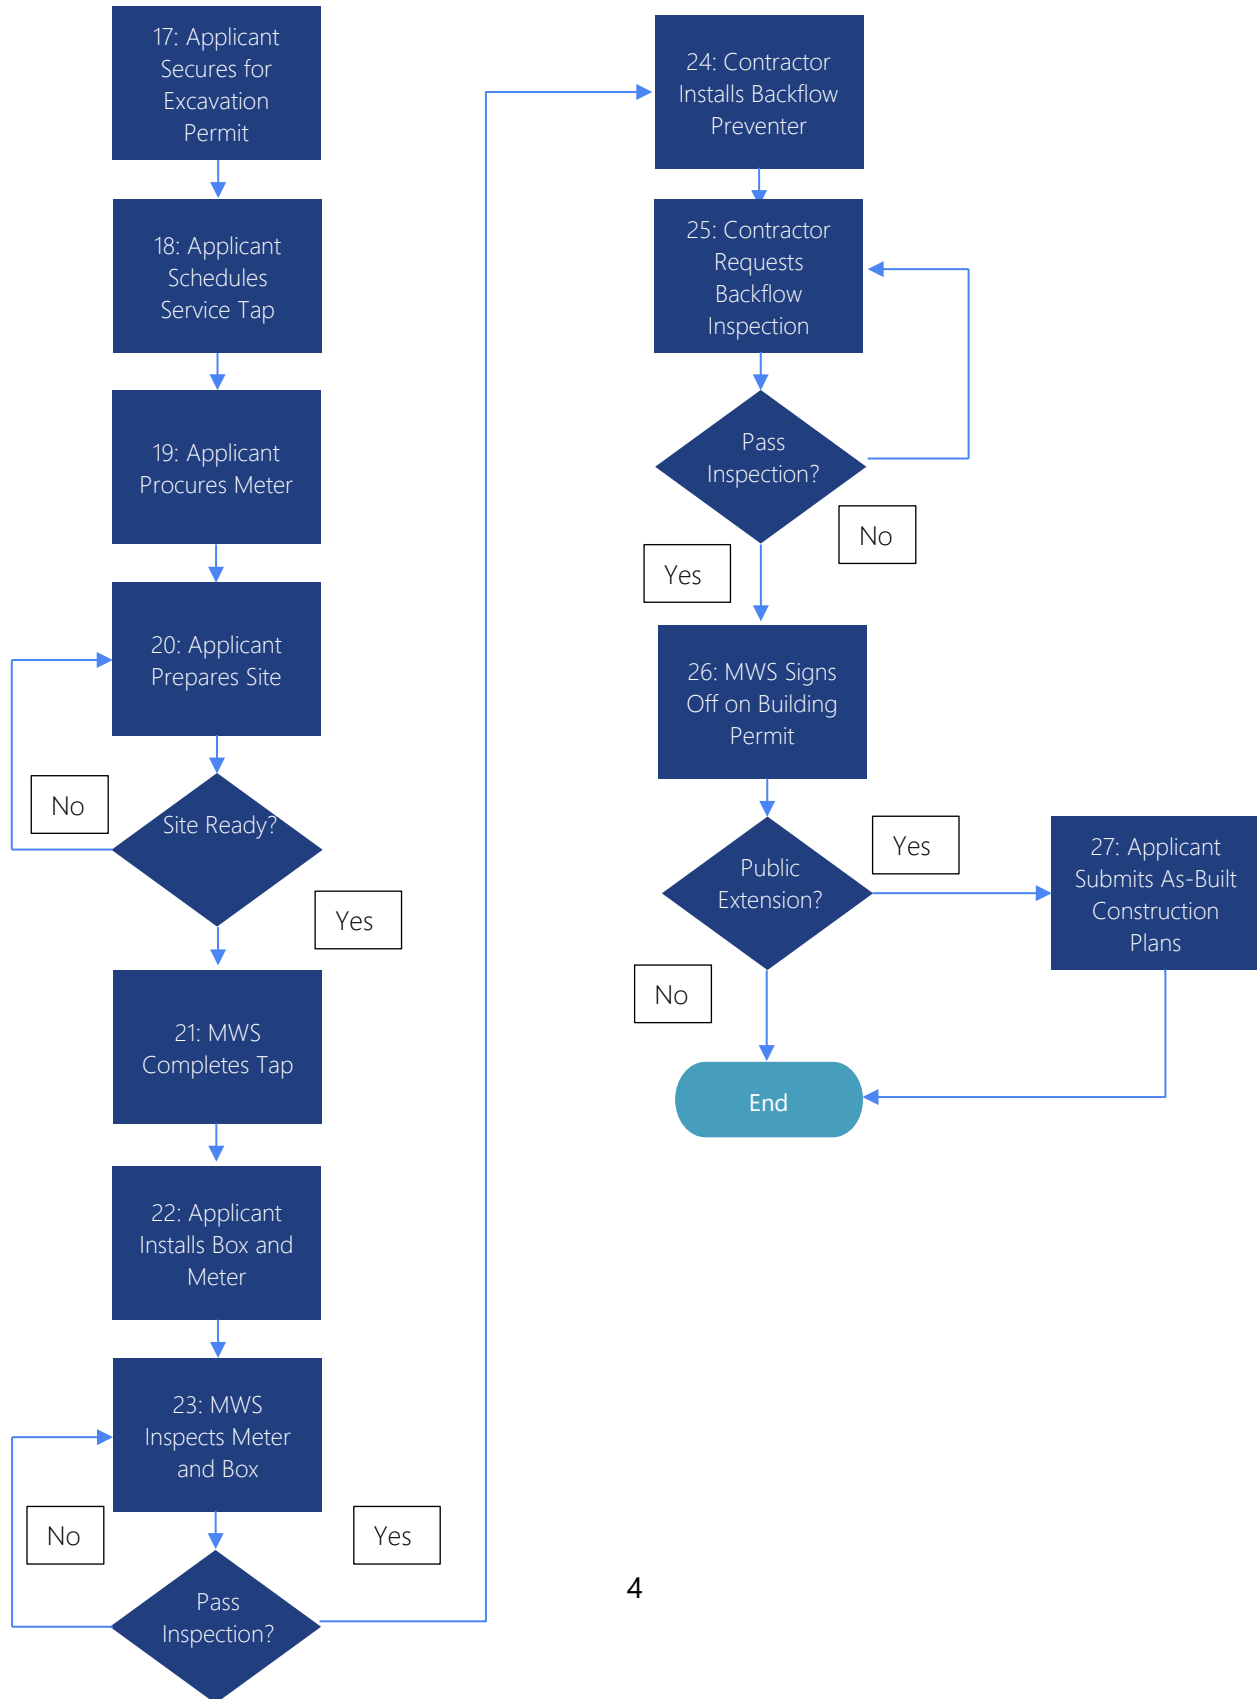 17: Applicant
Secures for
Excavation
Permit
18: Applicant
Schedules
Service Tap
19: Applicant
Procures Meter
20: Applicant
Prepares Site
No
Site Ready?
Yes
21: MWS
Completes Tap
22: Applicant
Installs Box and
Meter
23: MWS
Inspects Meter
and Box
No
Yes
Pass
Inspection?
24: Contractor
Installs Backflow
Preventer
25: Contractor
Requests
Backflow
Inspection
Pass
Inspection?
No
Yes
26: MWS Signs
Off on Building
Permit
Public
Extension?
Yes
27: Applicant
Submits As-Built
Construction
Plans
No
End
4